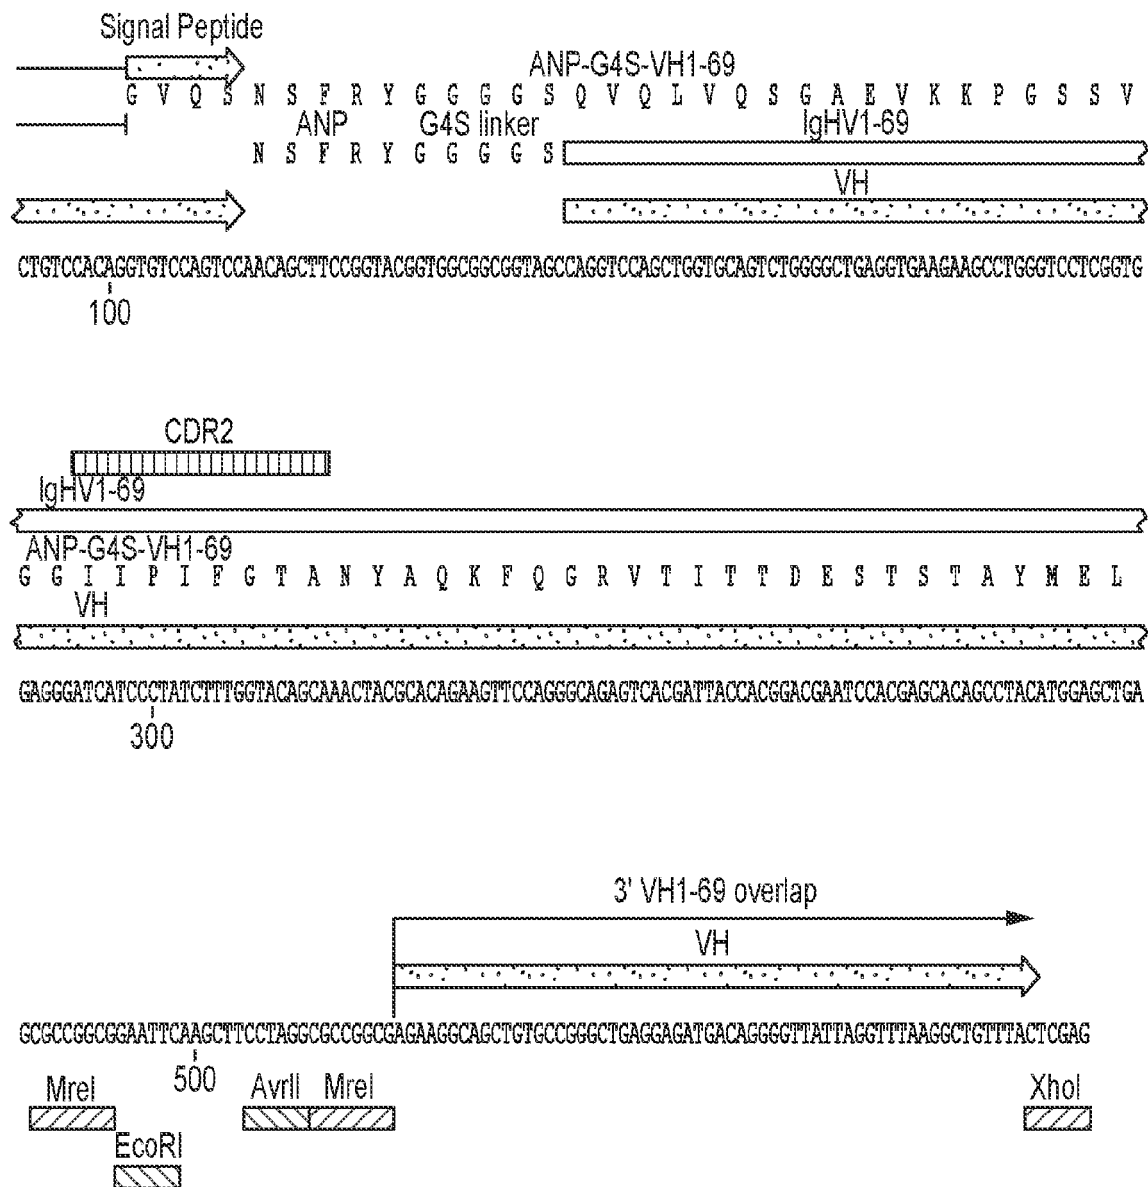 Signal Peptide
ANP-G4S-VH1-69
G V Q S N S F R Y G G G G S Q V Q L V Q S G A E V K K P G S S V
ANP G4S linker IgHV1-69
N S F R Y G G G G S
VH
CTGTCCACAGGTGTCCAGTCCAACAGCTTCCGGTACGGTGGCGGCGGTAGCCAGGTCCAGCTGGTGCAGTCTGGGGCTGAGGTGAAGAAGCCTGGGTCCTCGGTG
100
CDR2
IgHV1-69
ANP-G4S-VH1-69
G G I I P I F G T A N Y A Q K F Q G R V T I T T D E S T S T A Y M E L
VH
GAGGGATCATCCCTATCTTTGGTACAGCAAACTACGCACAGAAGTTCCAGGGCAGAGTCACGATTACCACGGACGAATCCACGAGCACAGCCTACATGGAGCTGA
300
3' VH1-69 overlap
VH
GCGCCGGCGGAATTCAAGCTTCCTAGGCGCCGGCGAGAAGGCAGCTGTGCCGGGCTGAGGAGATGACAGGGGTTATTAGGTTTAAGGCTGTTTACTCGAG
500
MreI AvrII MreI XhoI
EcoRI